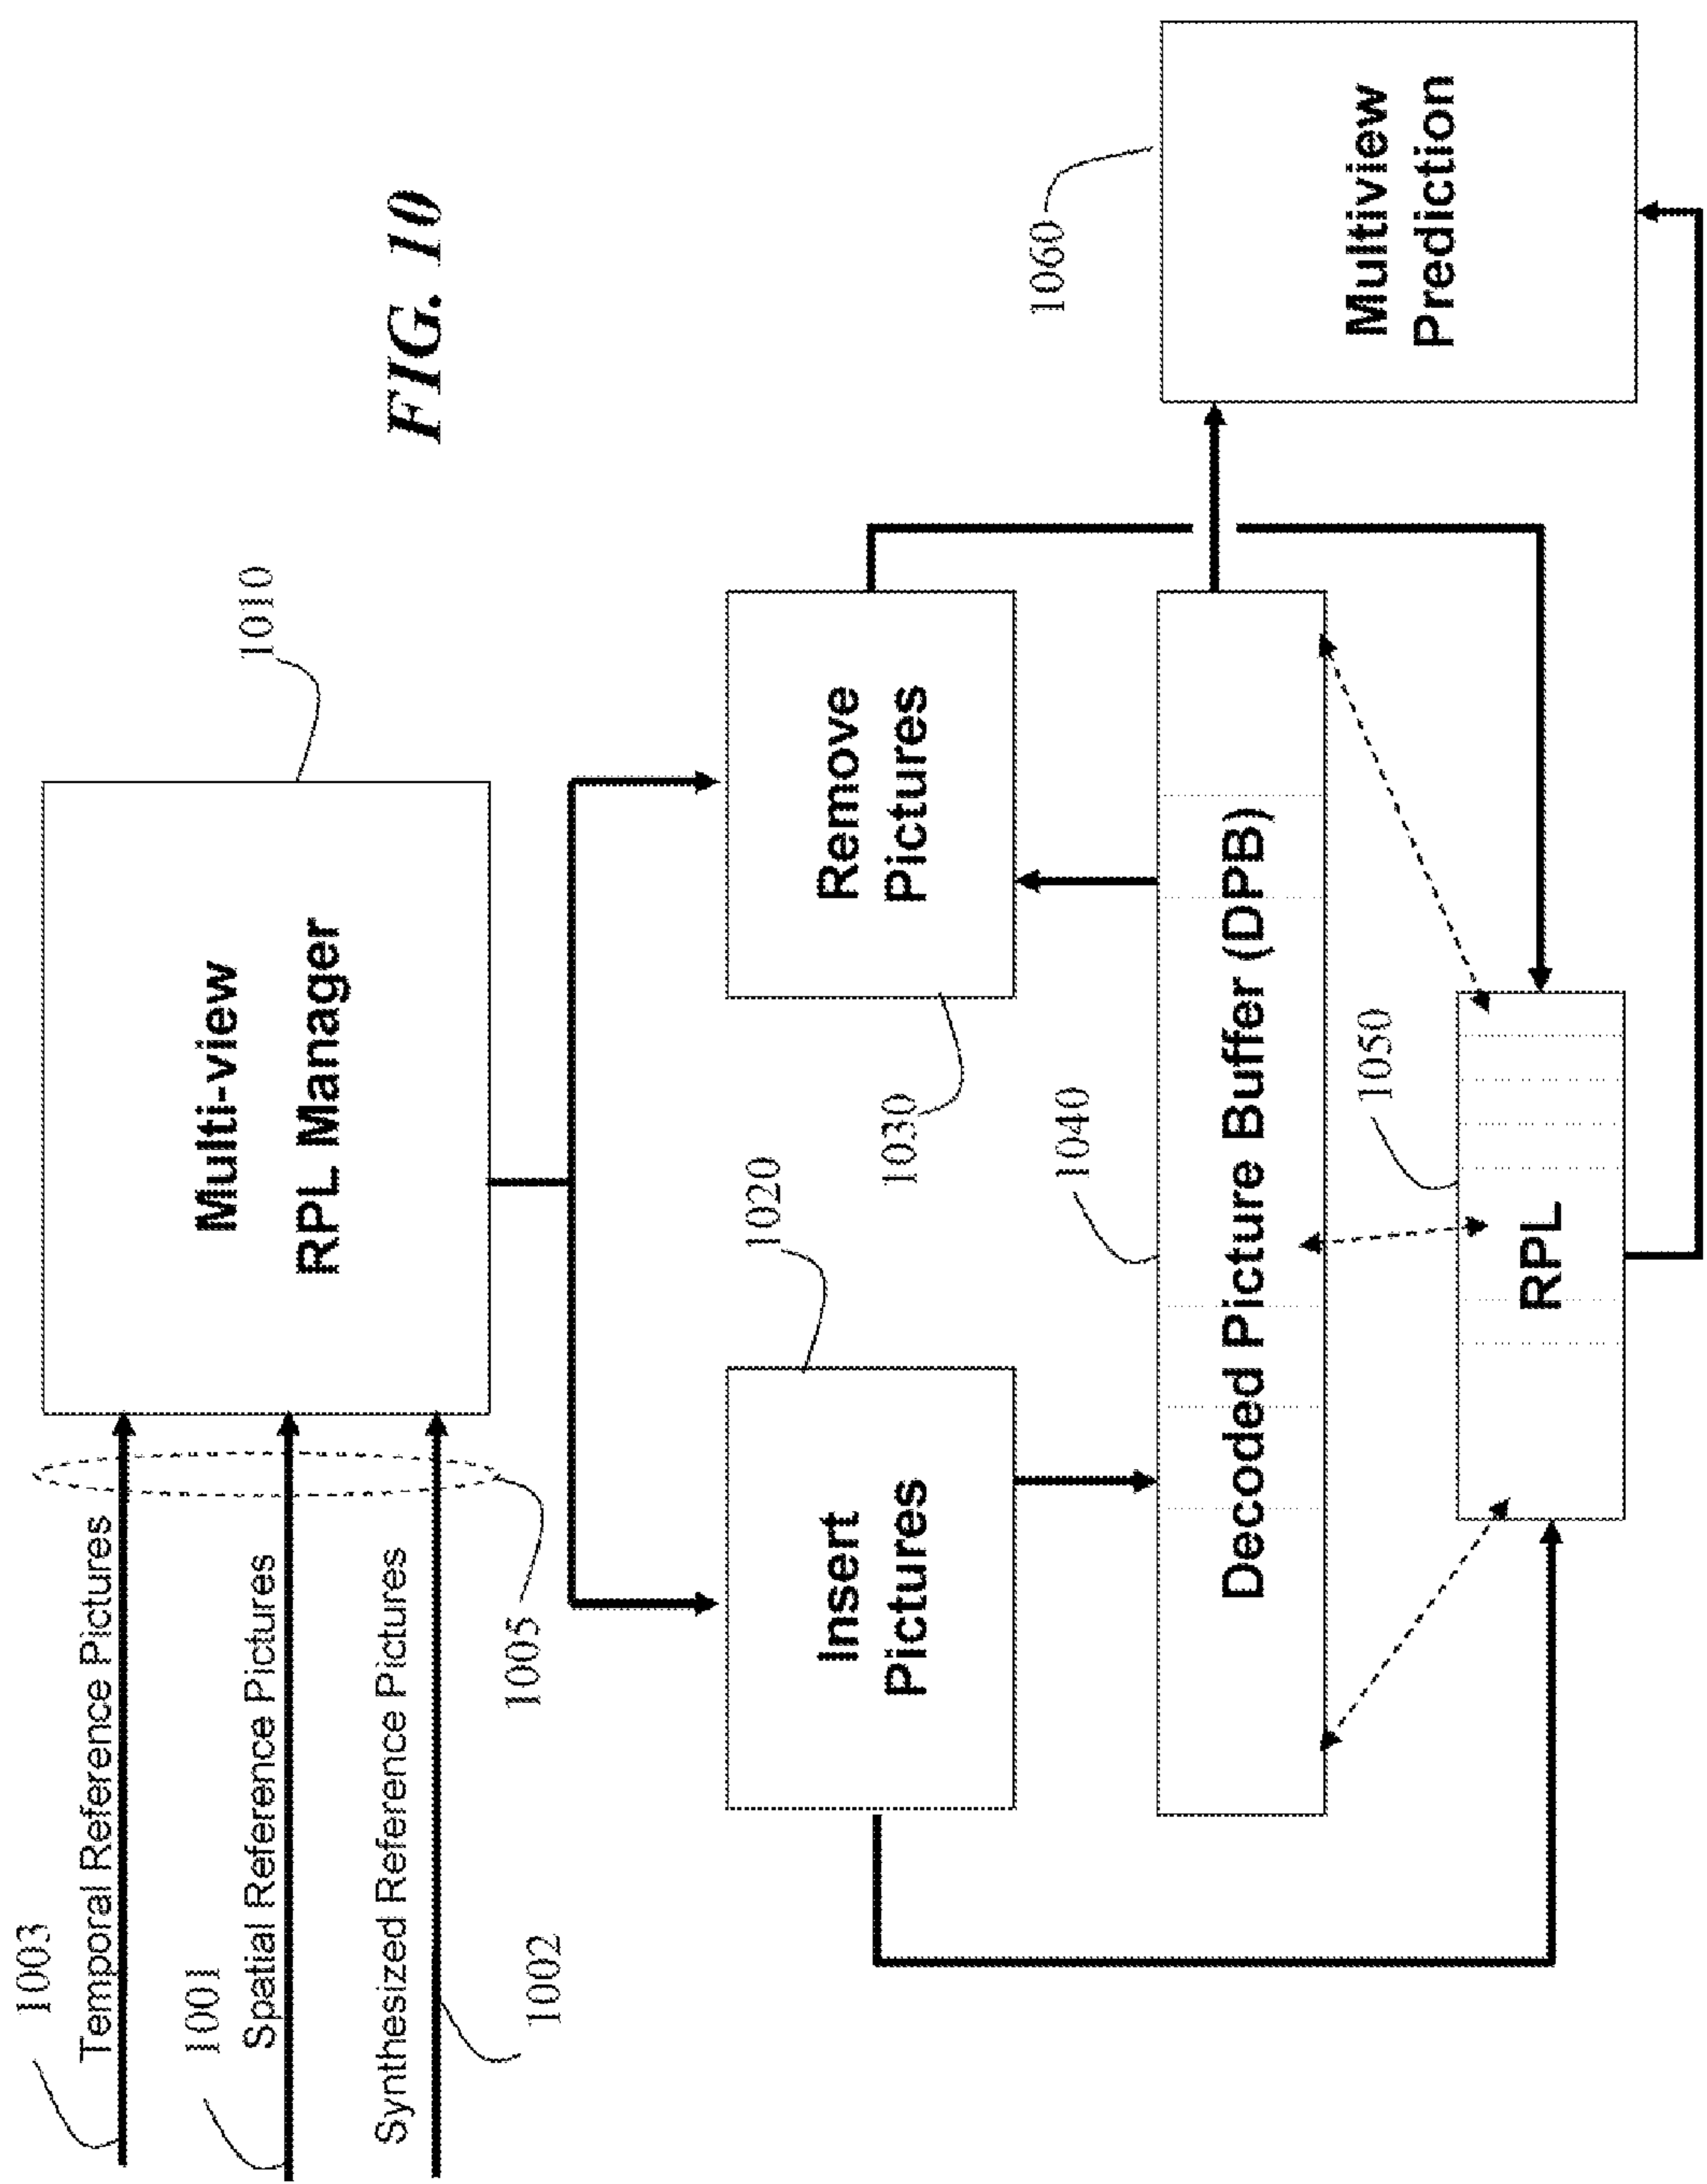 FIG. 10
1003
Temporal Reference Pictures
1001
Spatial Reference Pictures
Synthesized Reference Pictures
1002
1005
Multi-view
RPL Manager
1010
Insert
Pictures
1020
Remove
Pictures
1030
1040
Decoded Picture Buffer (DPB)
1050
RPL
1060
Multiview
Prediction